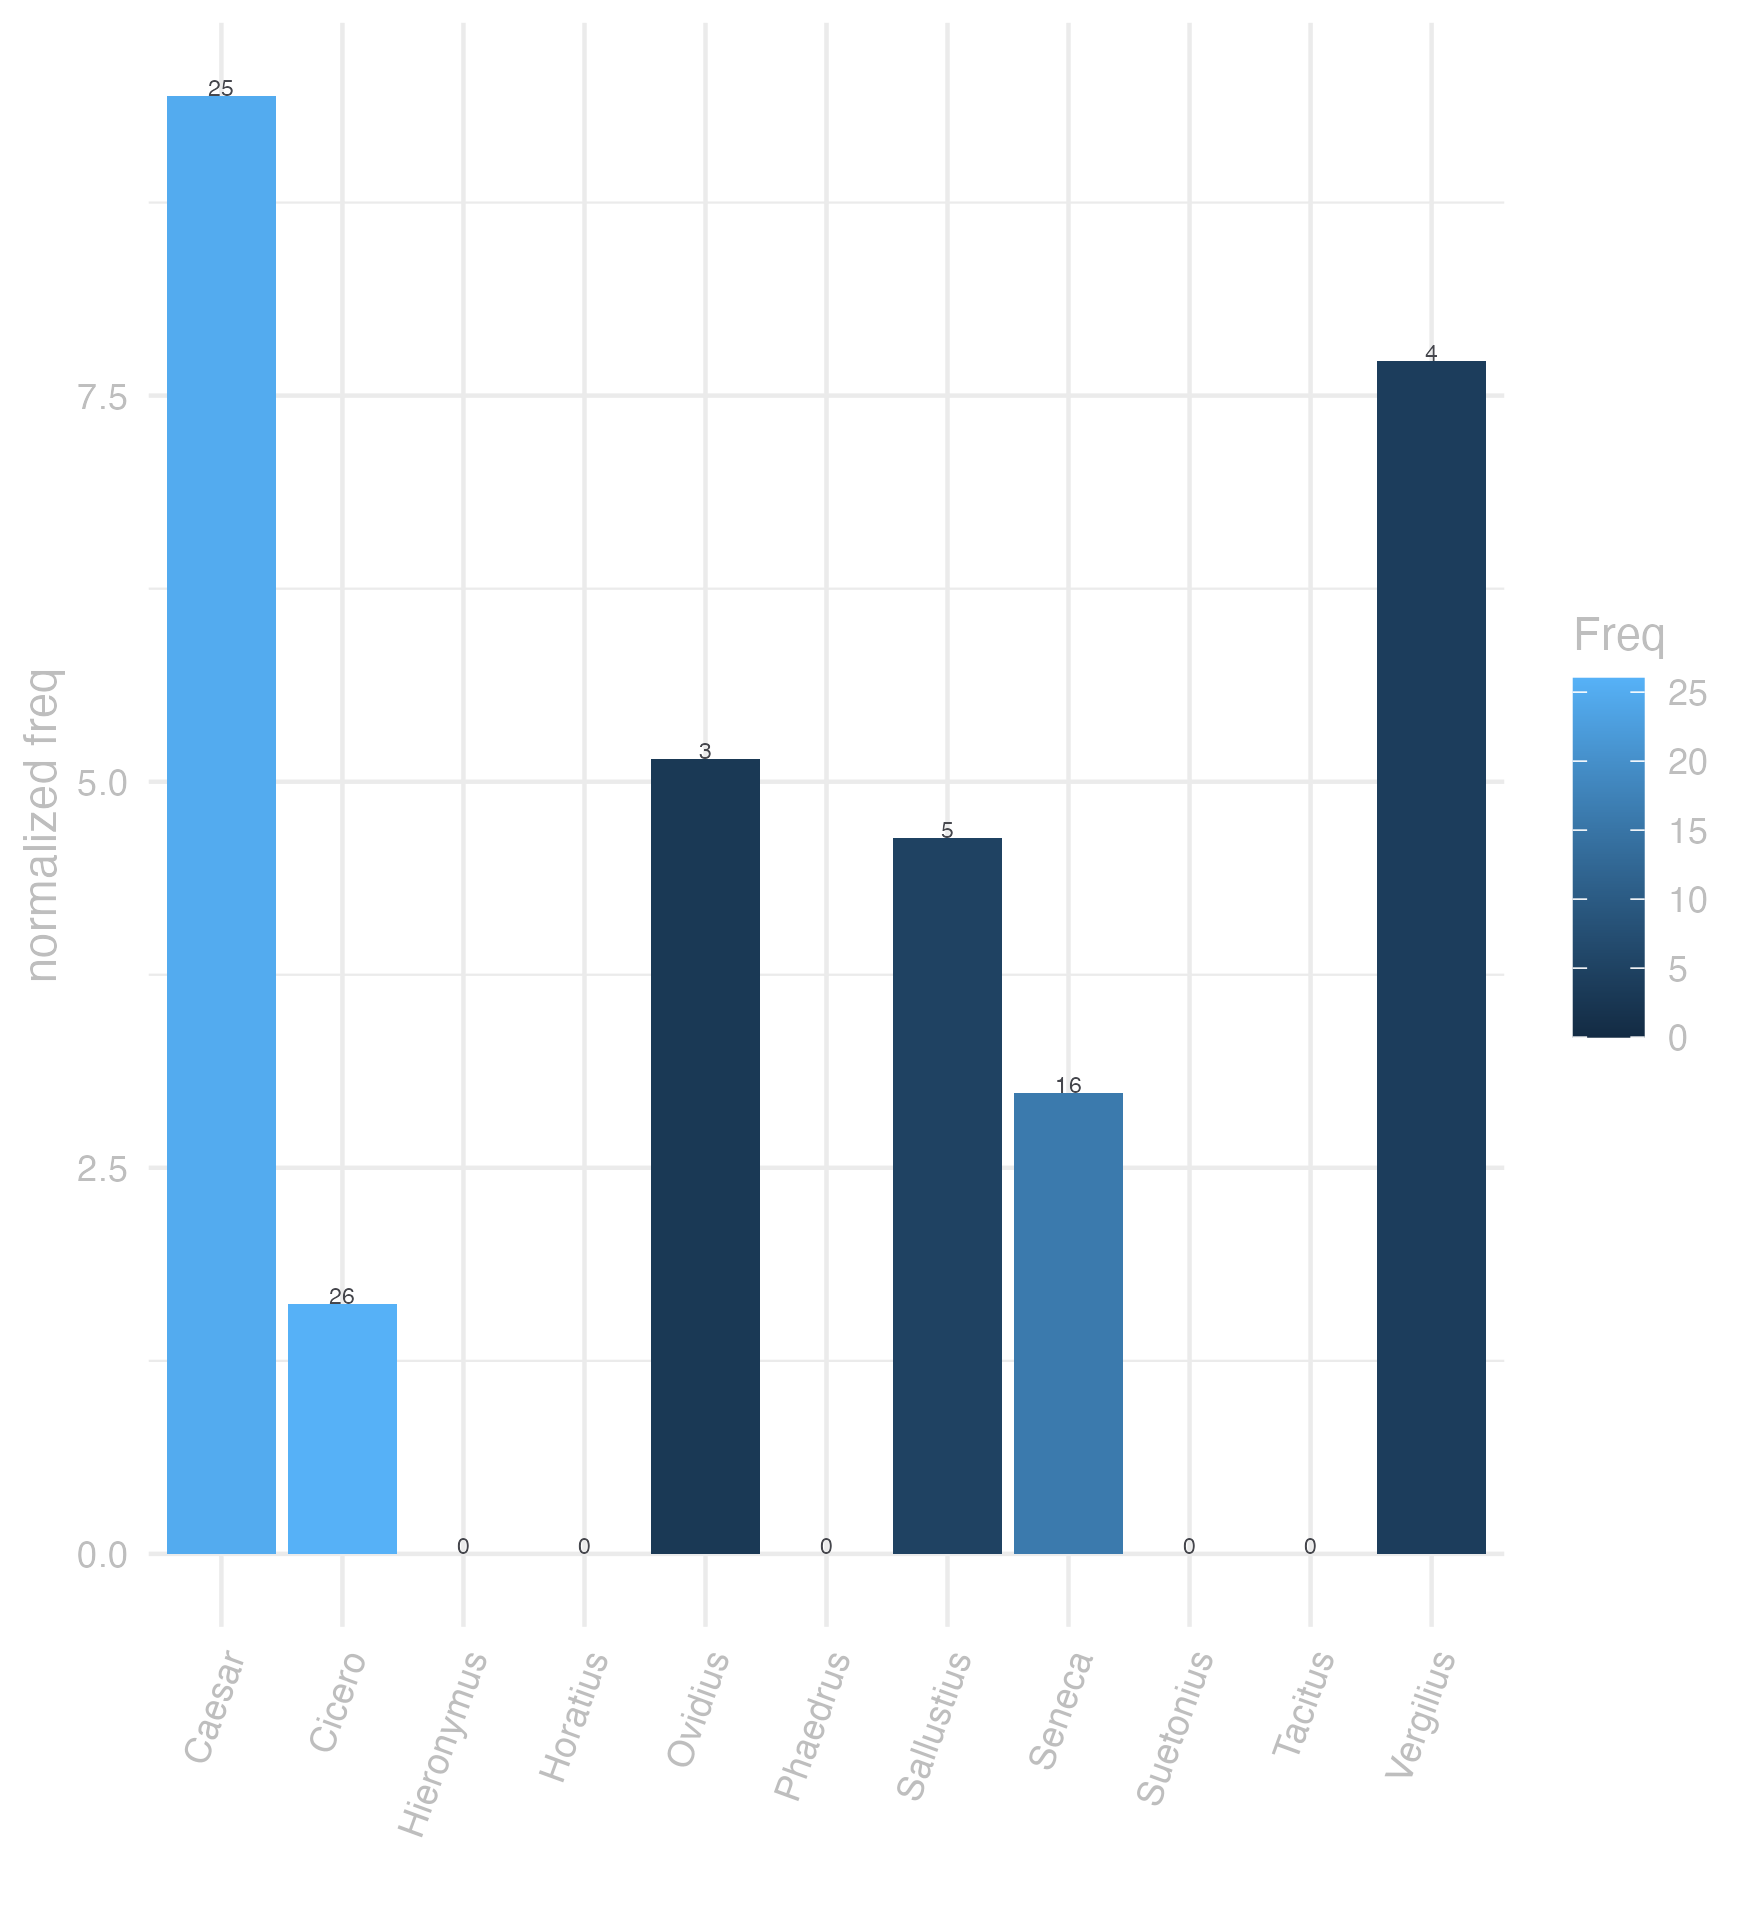 25
4
7.5
3
5.0
5
16
2.5
26
0
0
0
0
0
0.0
normalized freq
Caesar
Cicero
Hieronymus
Horatius
Ovidius
Phaedrus
Sallustius
Seneca
Suetonius
Tacitus
Vergilius
Freq
25
20
15
10
5
0